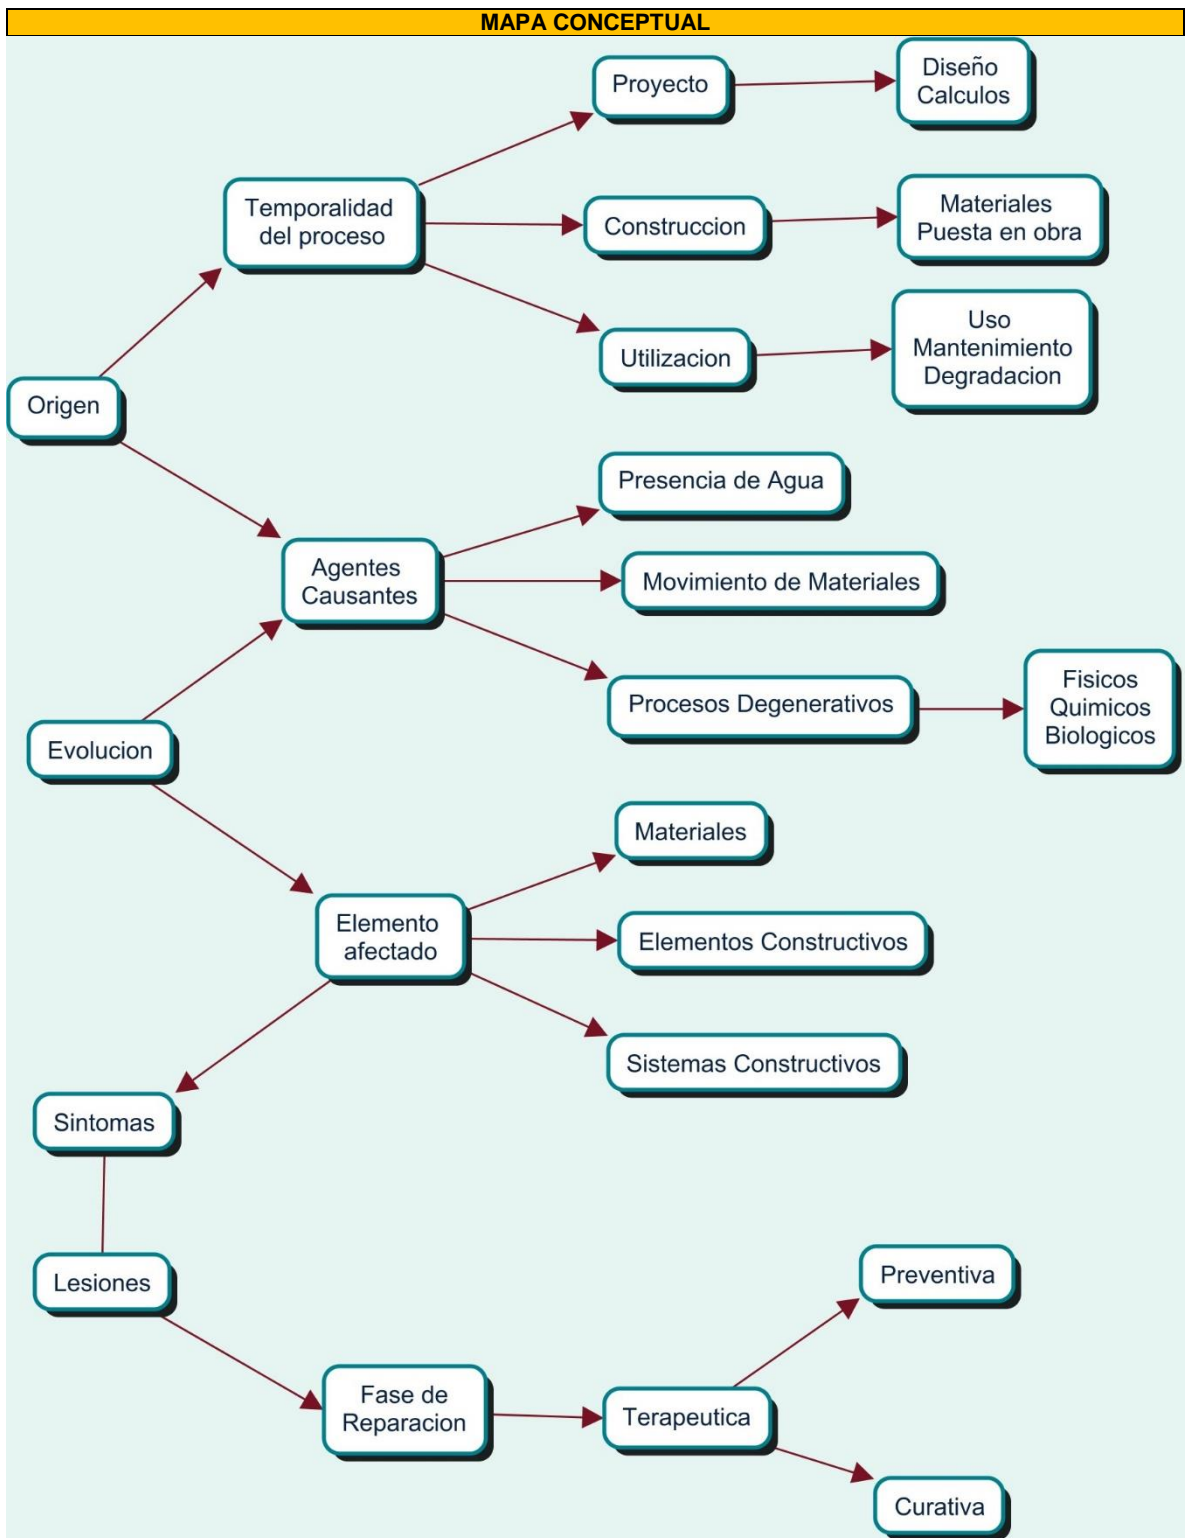 MAPA CONCEPTUAL
Proyecto
Diseño
Calculos
Temporalidad
del proceso
Construccion
Materiales
Puesta en obra
Utilizacion
Uso
Mantenimiento
Degradacion
Origen
Presencia de Agua
Agentes
Causantes
Movimiento de Materiales
Procesos Degenerativos
Fisicos
Quimicos
Biologicos
Evolucion
Materiales
Elemento
afectado
Elementos Constructivos
Sistemas Constructivos
Sintomas
Lesiones
Preventiva
Fase de
Reparacion
Terapeutica
Curativa